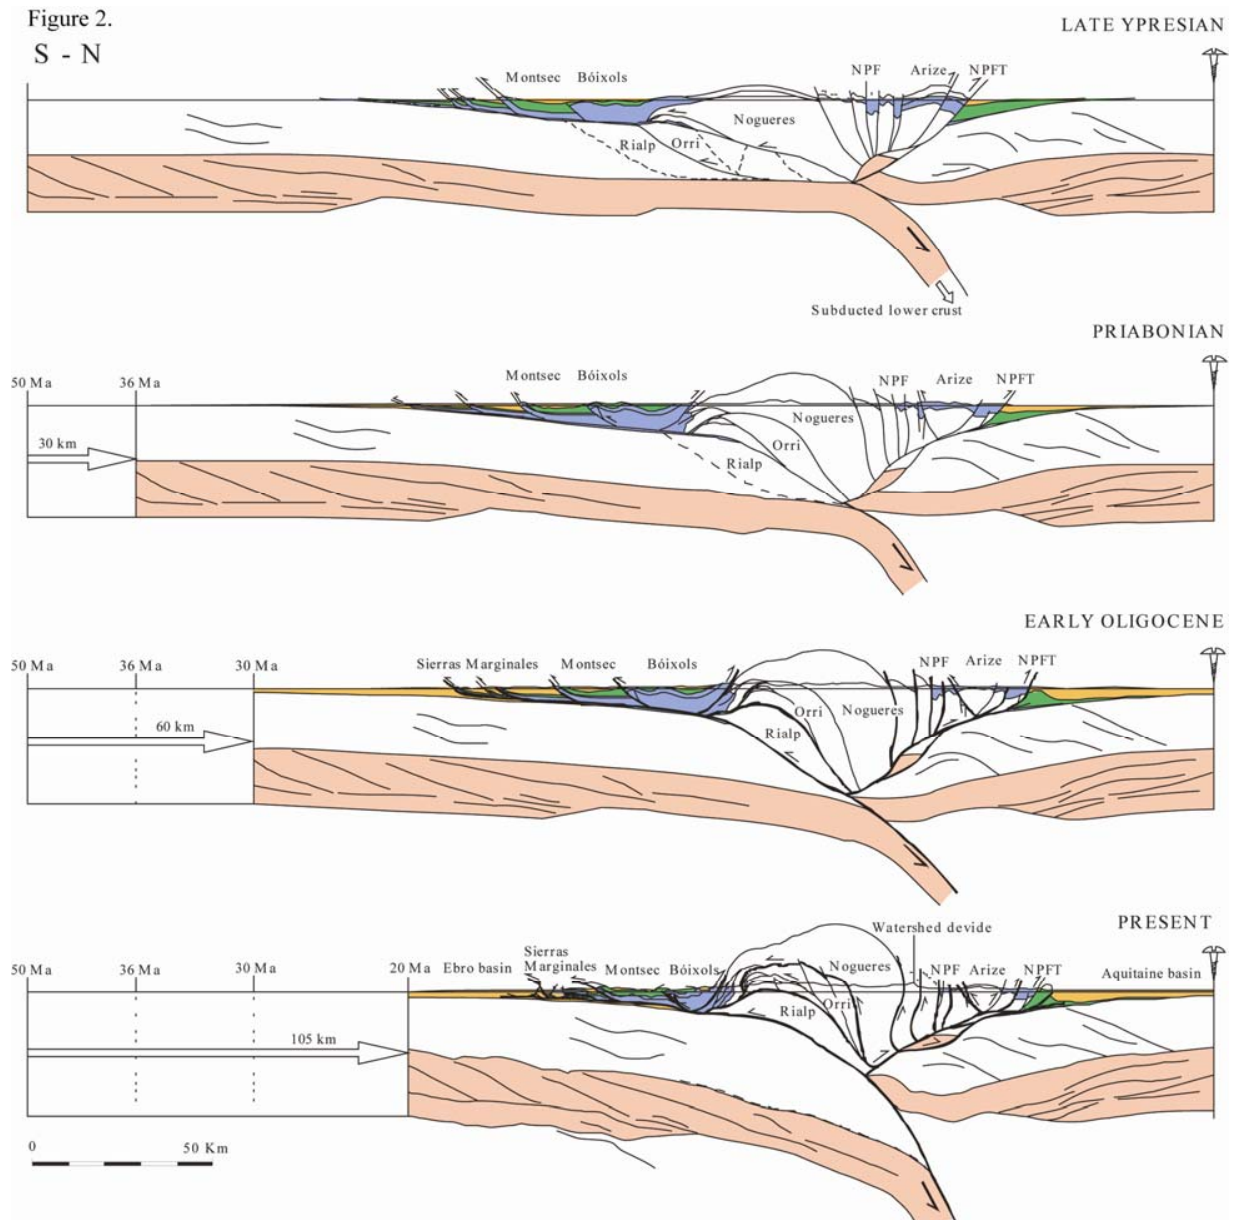 Figure 2.
S - N
LATE YPRESIAN
Montsec Bóixols NPF Arize NPFT
Nogueres
Rialp Orri
Subducted lower crust
PRIABONIAN
50 Ma 36 Ma Montsec Bóixols NPF Arize NPFT
Nogueres
Orri
30 km
Rialp
EARLY OLIGOCENE
50 Ma 36 Ma 30 Ma Sierras Marginales Montsec Bóixols NPF Arize NPFT
Orri Nogueres
60 km
Rialp
PRESENT
Watershed devide
50 Ma 36 Ma 30 Ma 20 Ma Ebro basin Sierras Marginales Montsec Bóixols Nogueres NPF Arize NPFT Aquitaine basin
Rialp Orri
105 km
0 50 Km